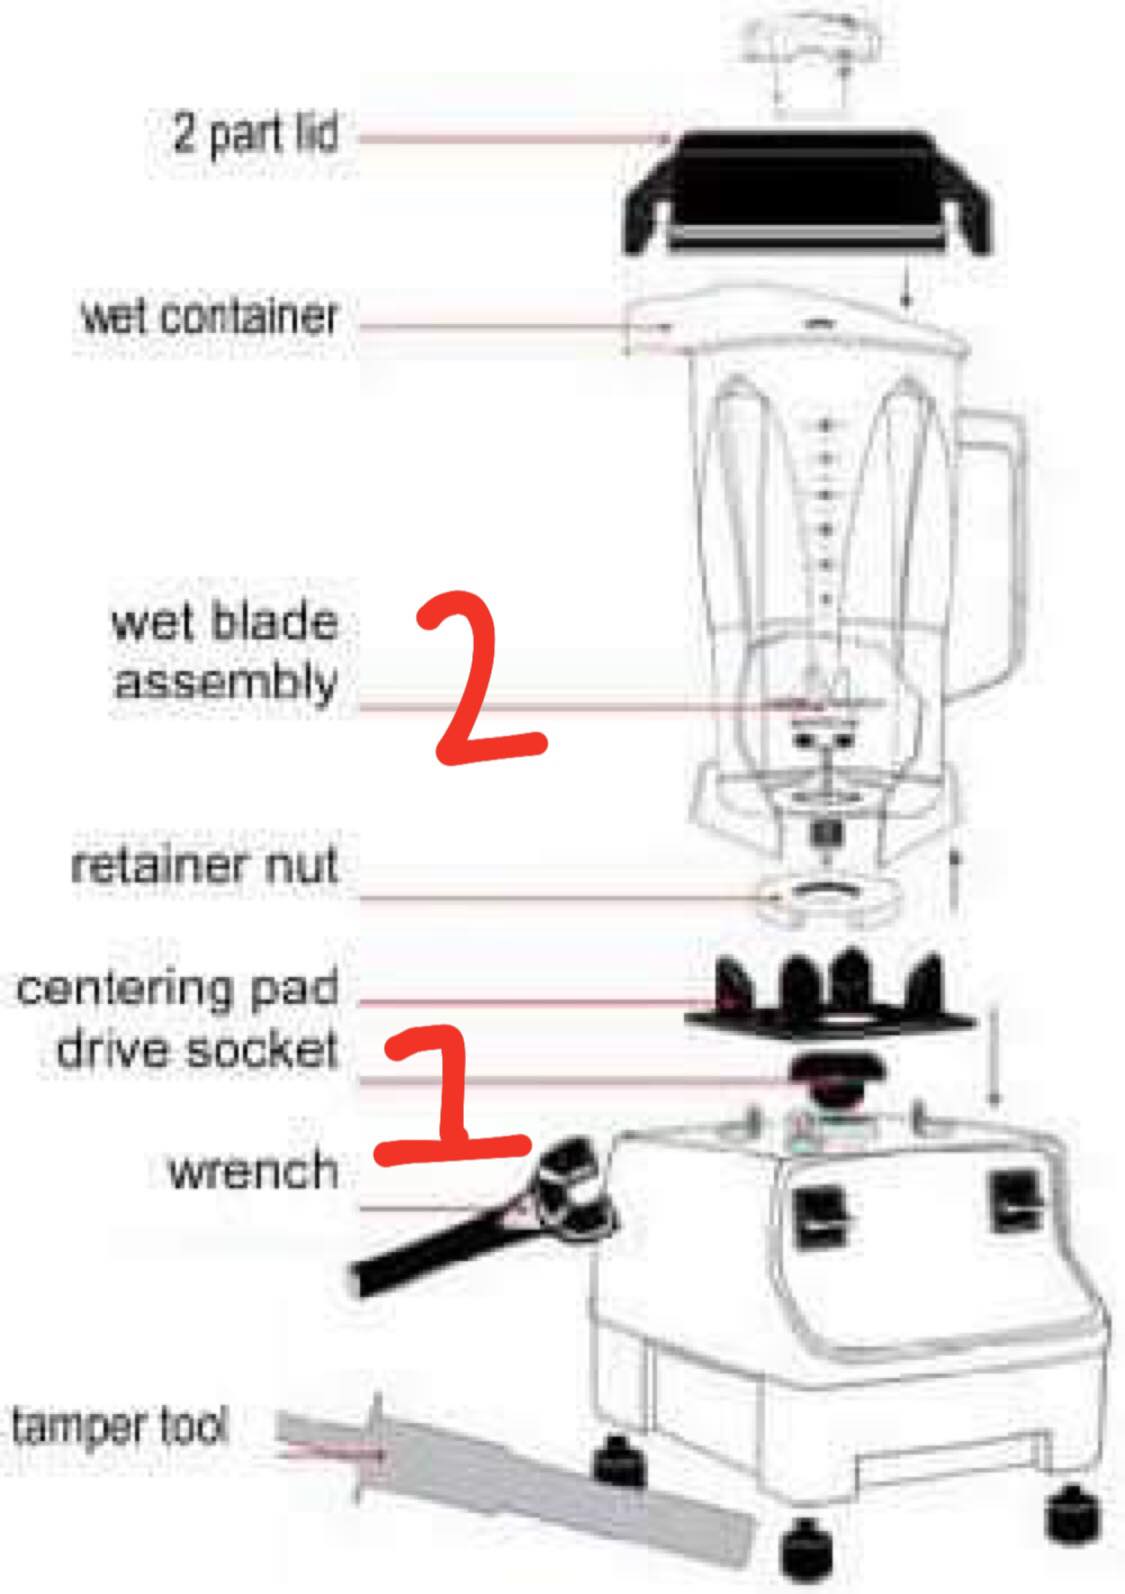 2 part lid
wet container
wet blade
assembly
2
retainer nut
centering pad
drive socket
1
wrench
tamper tool